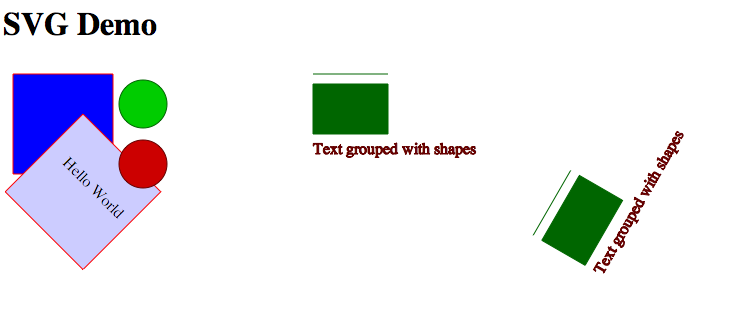 SVG Demo
Hello World
Text grouped with shapes
Text grouped with shapes